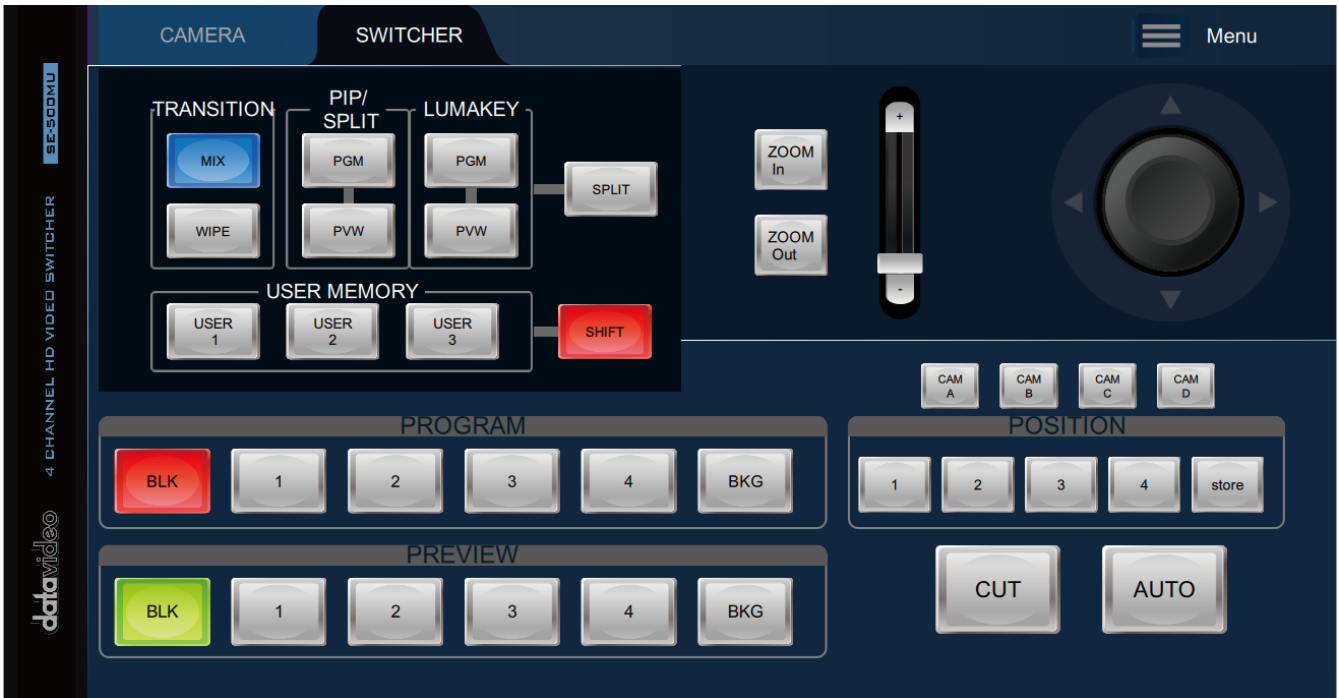 CAMERA
SWITCHER
Menu
4 CHANNEL HD VIDEO SWITCHER SE-500MU
datavideo
TRANSITION
MIX
WIPE
PIP/
SPLIT
PGM
PVW
LUMAKEY
PGM
PVW
SPLIT
USER MEMORY
USER
1
USER
2
USER
3
SHIFT
ZOOM
In
ZOOM
Out
+
-
CAM
A
CAM
B
CAM
C
CAM
D
PROGRAM
BLK 1 2 3 4 BKG
POSITION
1 2 3 4 store
PREVIEW
BLK 1 2 3 4 BKG
CUT
AUTO